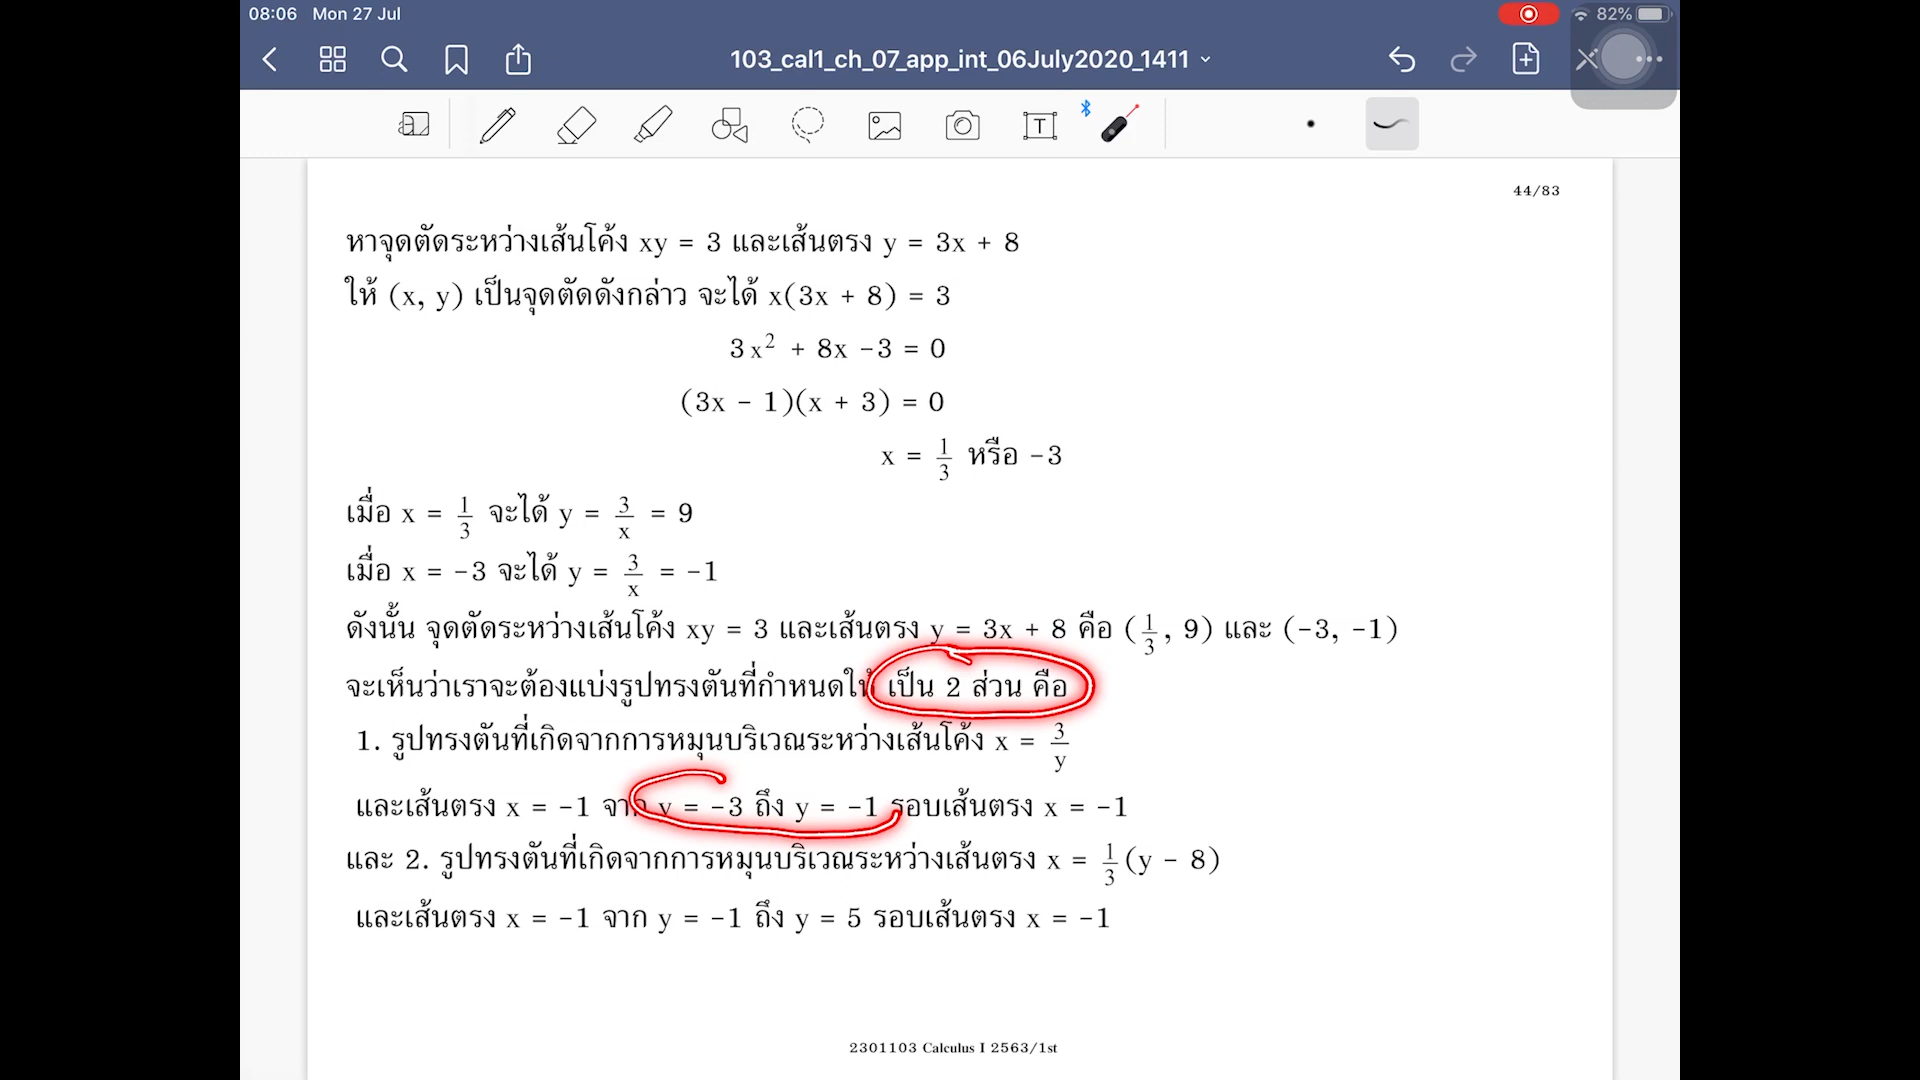 08:06 Mon 27 Jul 82%
103_cal1_ch_07_app_int_06July2020_1411
44/83
หาจุดตัดระหว่างเส้นโค้ง xy = 3 และเส้นตรง y = 3x + 8
ให้ (x, y) เป็นจุดตัดดังกล่าว จะได้ x(3x + 8) = 3
3x² + 8x -3 = 0
(3x - 1)(x + 3) = 0
x = 1/3 หรือ -3
เมื่อ x = 1/3 จะได้ y = 3/x = 9
เมื่อ x = -3 จะได้ y = 3/x = -1
ดังนั้น จุดตัดระหว่างเส้นโค้ง xy = 3 และเส้นตรง y = 3x + 8 คือ (1/3, 9) และ (-3, -1)
จะเห็นว่าเราจะต้องแบ่งรูปทรงตันที่กำหนดให้ เป็น 2 ส่วน คือ
1. รูปทรงตันที่เกิดจากการหมุนบริเวณระหว่างเส้นโค้ง x = 3/y
และเส้นตรง x = -1 จาก y = -3 ถึง y = -1 รอบเส้นตรง x = -1
และ 2. รูปทรงตันที่เกิดจากการหมุนบริเวณระหว่างเส้นตรง x = 1/3(y - 8)
และเส้นตรง x = -1 จาก y = -1 ถึง y = 5 รอบเส้นตรง x = -1
2301103 Calculus I 2563/1st